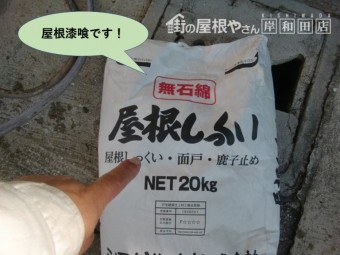 KISHIWADA
街の屋根やさん 岸和田店
屋根漆喰です！
無石綿
屋根しっくい
屋根しっくい・面戸・鹿子止め
NET20kg